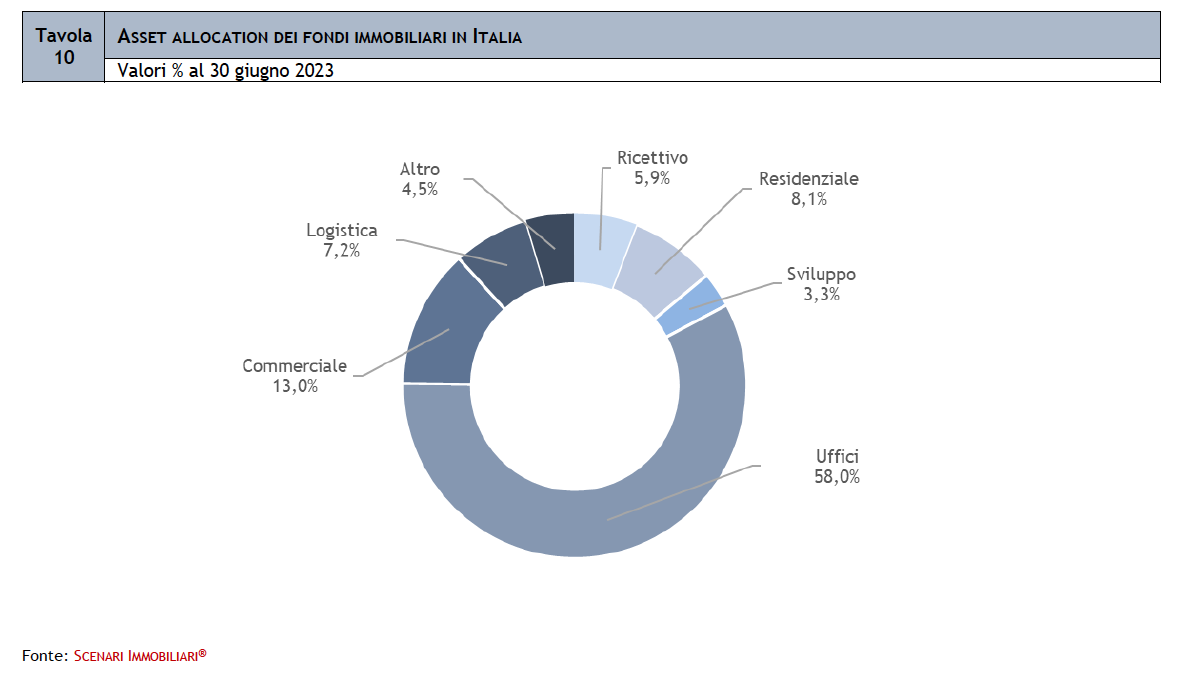 Tavola
10
ASSET ALLOCATION DEI FONDI IMMOBILIARI IN ITALIA
Valori % al 30 giugno 2023
Ricettivo
5,9%
Residenziale
8,1%
Sviluppo
3,3%
Uffici
58,0%
Commerciale
13,0%
Logistica
7,2%
Altro
4,5%
Fonte: SCENARI IMMOBILIARI®